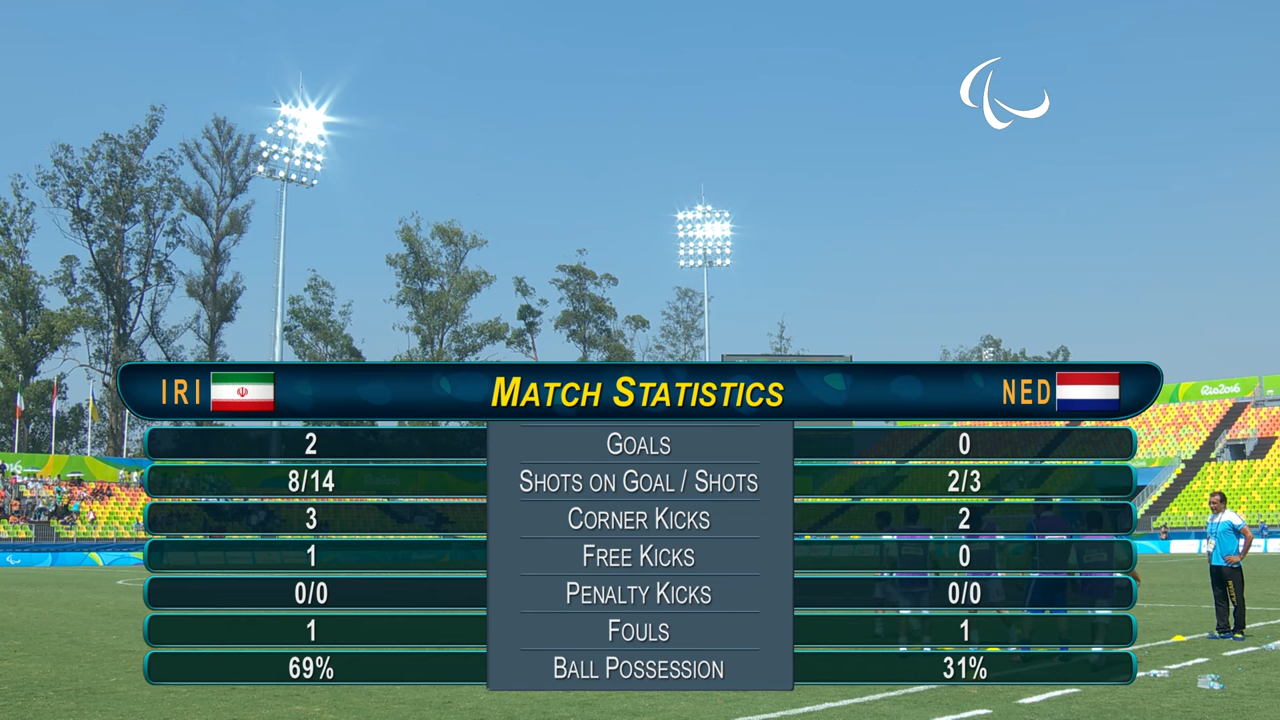 Rio2016
IRI MATCH STATISTICS NED
2 GOALS 0
8/14 SHOTS ON GOAL / SHOTS 2/3
3 CORNER KICKS 2
1 FREE KICKS 0
0/0 PENALTY KICKS 0/0
1 FOULS 1
69% BALL POSSESSION 31%